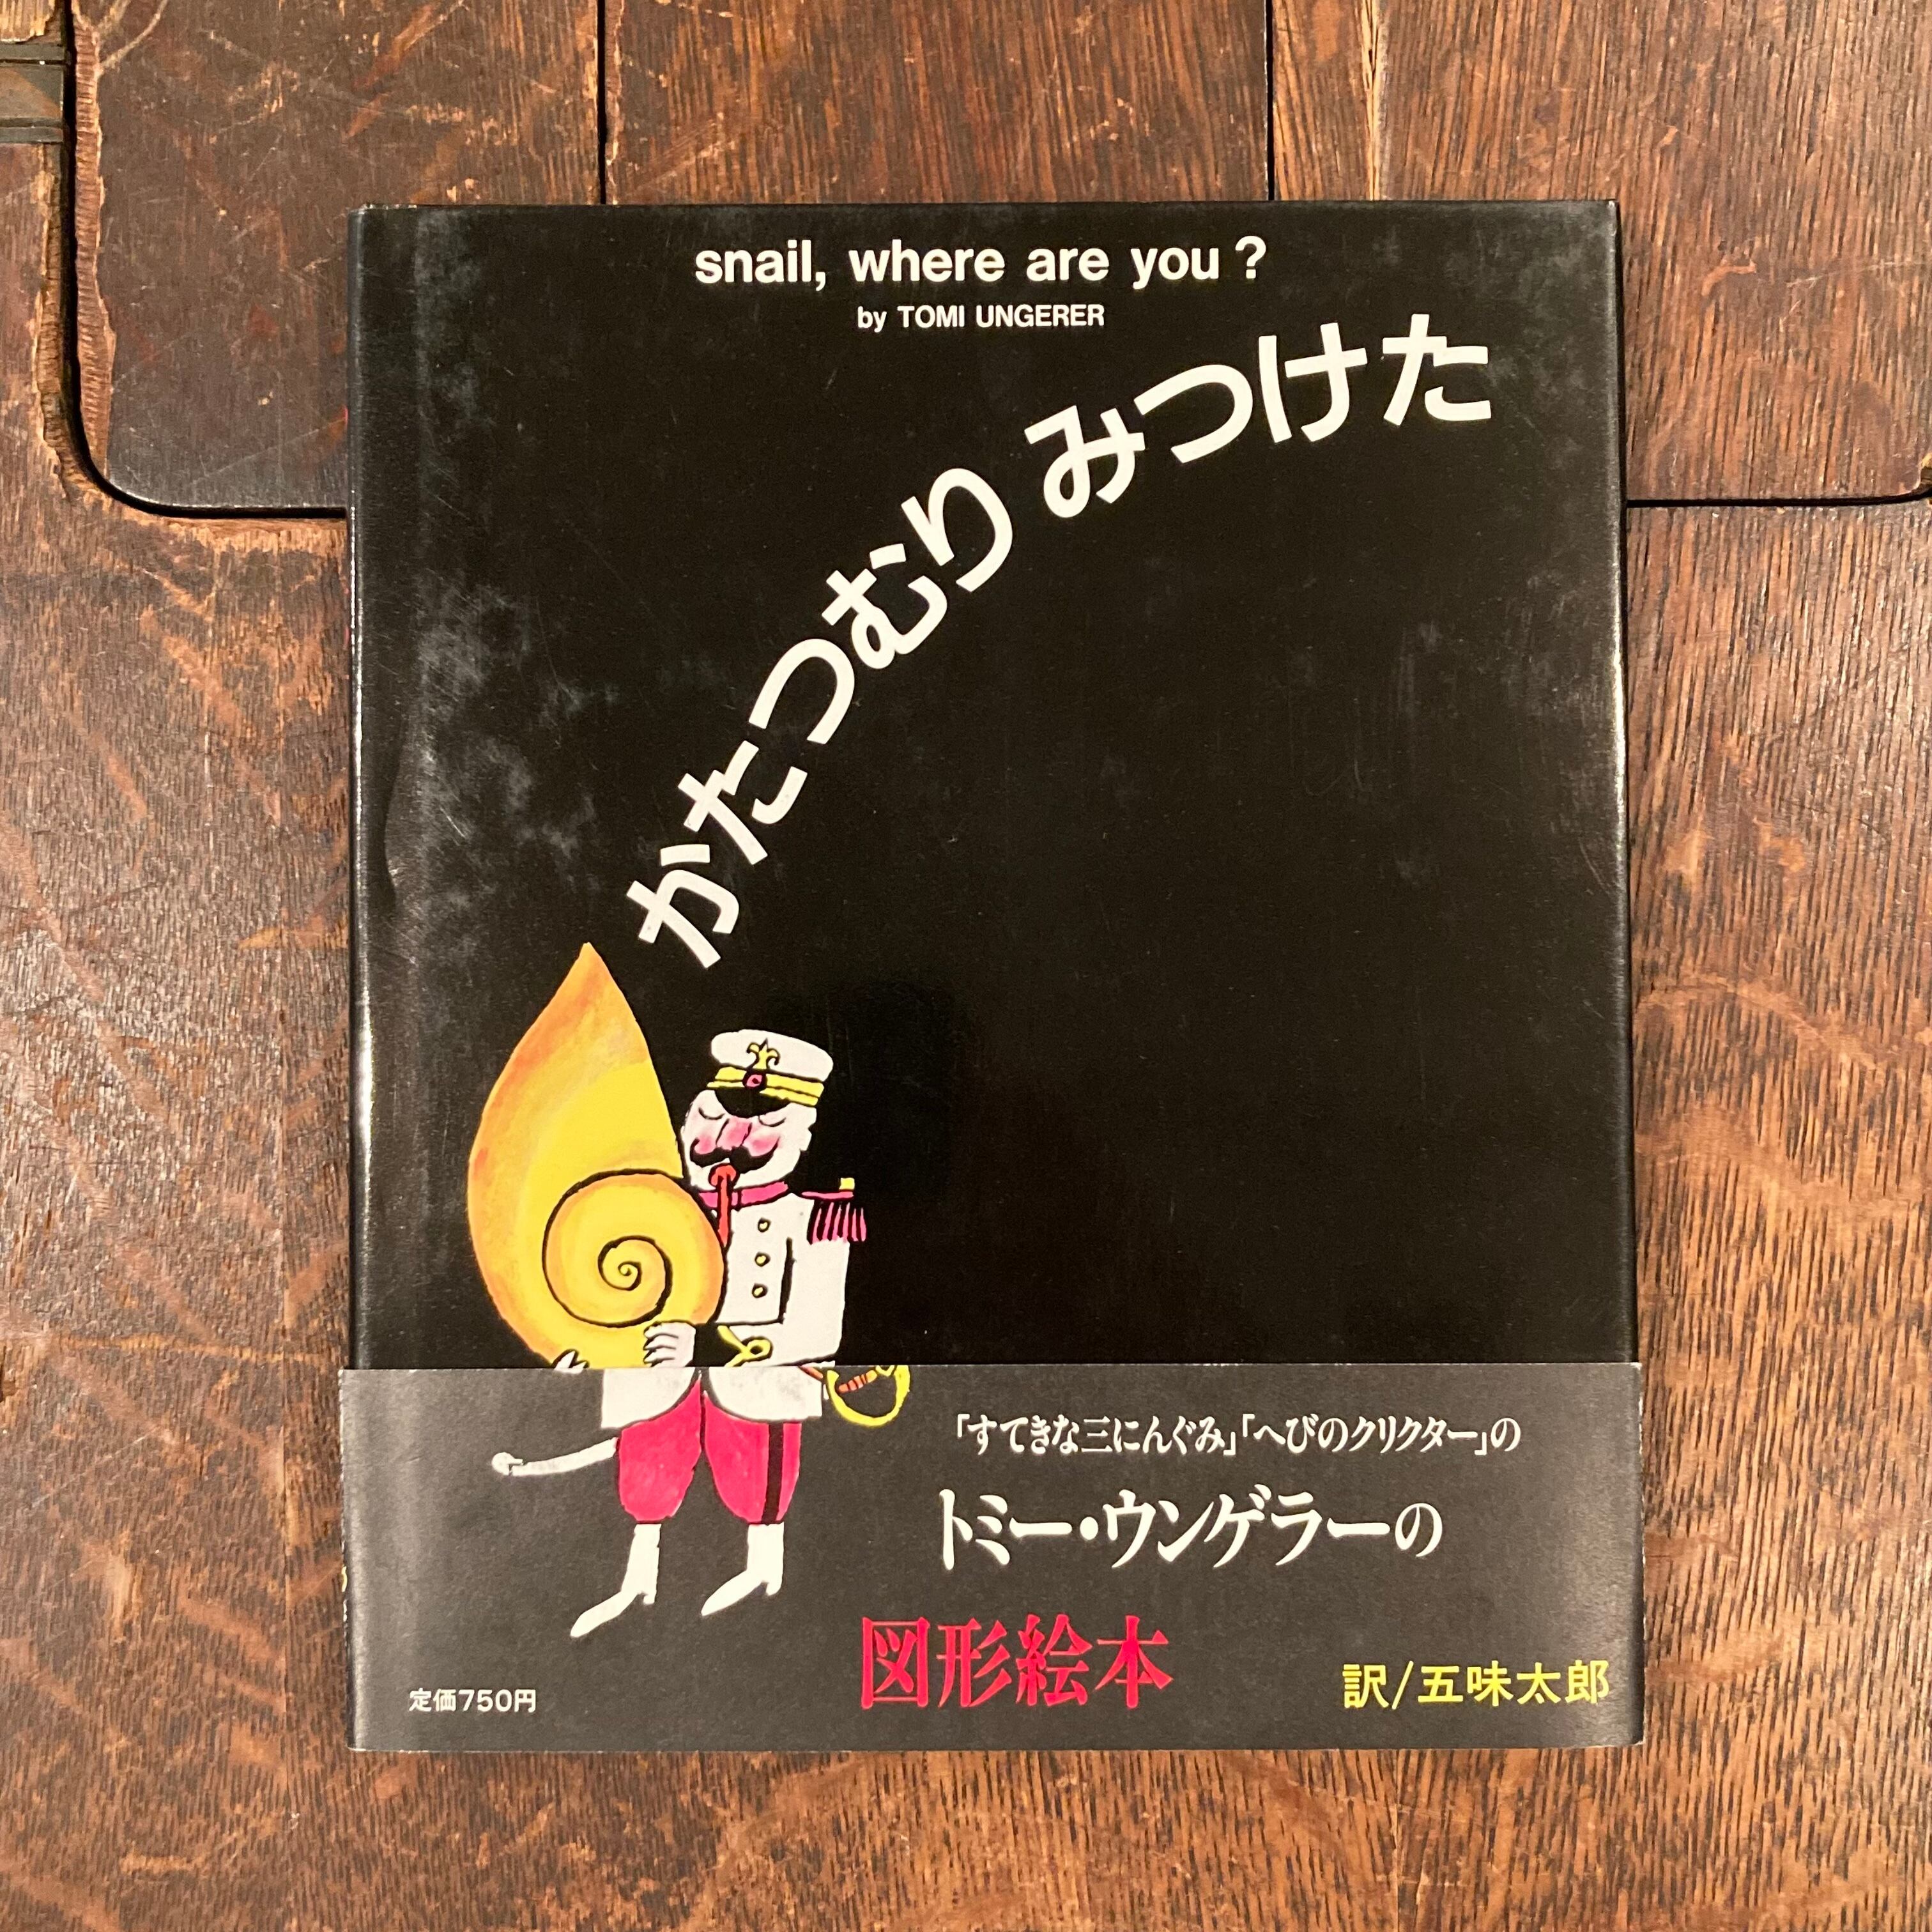 snail, where are you ?
by TOMI UNGERER
かたつむり みつけた
「すてきな三にんぐみ」「へびのクリクター」の
トミー・ウンゲラーの
図形絵本
訳/五味太郎
定価750円